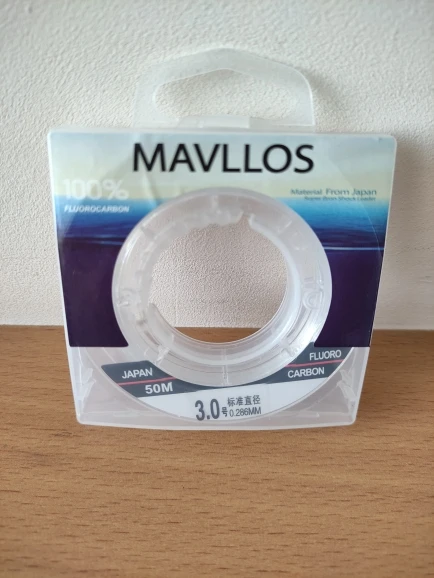 MAVLLOS
100%
FLUOROCARBON
Material From Japan
JAPAN
50M
FLUORO
CARBON
3.0号 标准直径
0.286MM